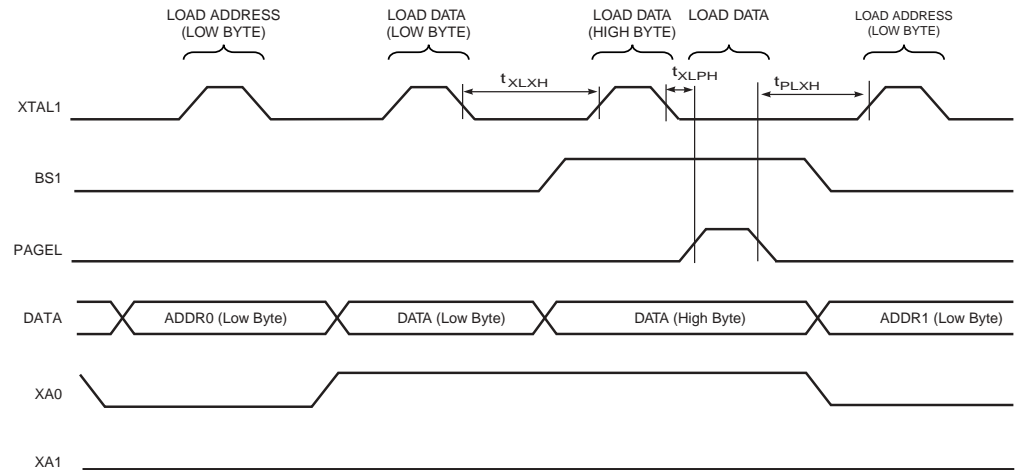 LOAD ADDRESS
(LOW BYTE)
LOAD DATA
(LOW BYTE)
LOAD DATA
(HIGH BYTE)
LOAD DATA
LOAD ADDRESS
(LOW BYTE)
XTAL1
tXLXH
tXLPH
tPLXH
BS1
PAGEL
DATA
ADDR0 (Low Byte)
DATA (Low Byte)
DATA (High Byte)
ADDR1 (Low Byte)
XA0
XA1